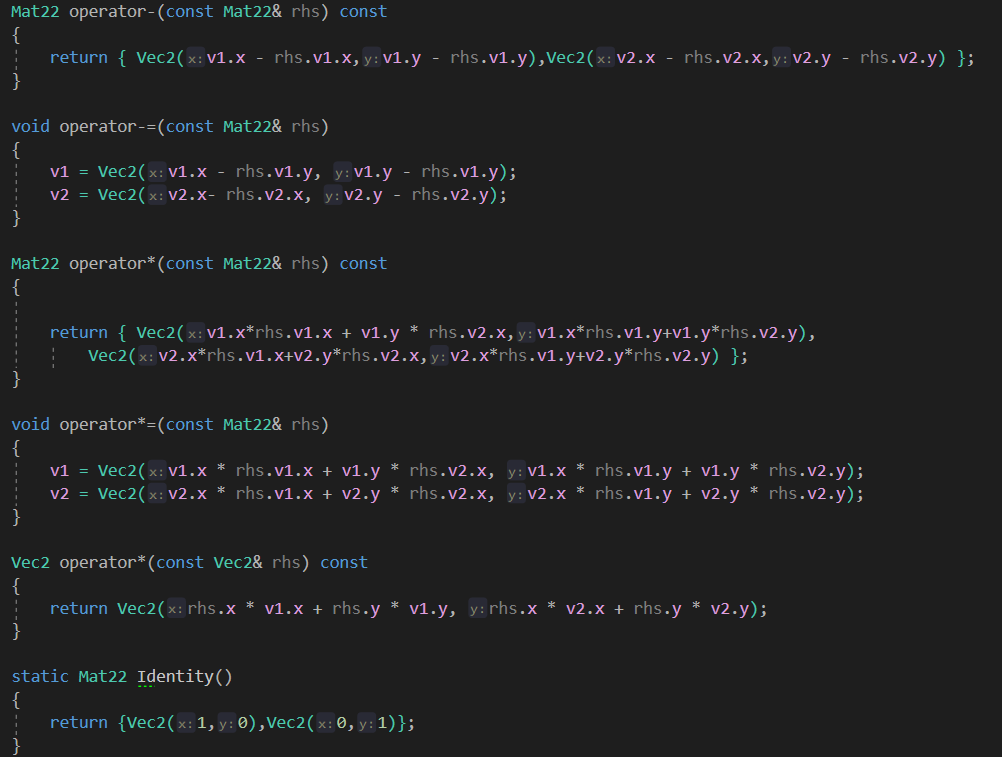 Mat22 operator-(const Mat22& rhs) const
{
return { Vec2(x:v1.x - rhs.v1.x,y:v1.y - rhs.v1.y),Vec2(x:v2.x - rhs.v2.x,y:v2.y - rhs.v2.y) };
}
void operator-=(const Mat22& rhs)
{
v1 = Vec2(x:v1.x - rhs.v1.y, y:v1.y - rhs.v1.y);
v2 = Vec2(x:v2.x- rhs.v2.x, y:v2.y - rhs.v2.y);
}
Mat22 operator*(const Mat22& rhs) const
{
return { Vec2(x:v1.x*rhs.v1.x + v1.y * rhs.v2.x,y:v1.x*rhs.v1.y+v1.y*rhs.v2.y),
Vec2(x:v2.x*rhs.v1.x+v2.y*rhs.v2.x,y:v2.x*rhs.v1.y+v2.y*rhs.v2.y) };
}
void operator*=(const Mat22& rhs)
{
v1 = Vec2(x:v1.x * rhs.v1.x + v1.y * rhs.v2.x, y:v1.x * rhs.v1.y + v1.y * rhs.v2.y);
v2 = Vec2(x:v2.x * rhs.v1.x + v2.y * rhs.v2.x, y:v2.x * rhs.v1.y + v2.y * rhs.v2.y);
}
Vec2 operator*(const Vec2& rhs) const
{
return Vec2(x:rhs.x * v1.x + rhs.y * v1.y, y:rhs.x * v2.x + rhs.y * v2.y);
}
static Mat22 Identity()
{
return {Vec2(x:1,y:0),Vec2(x:0,y:1)};
}